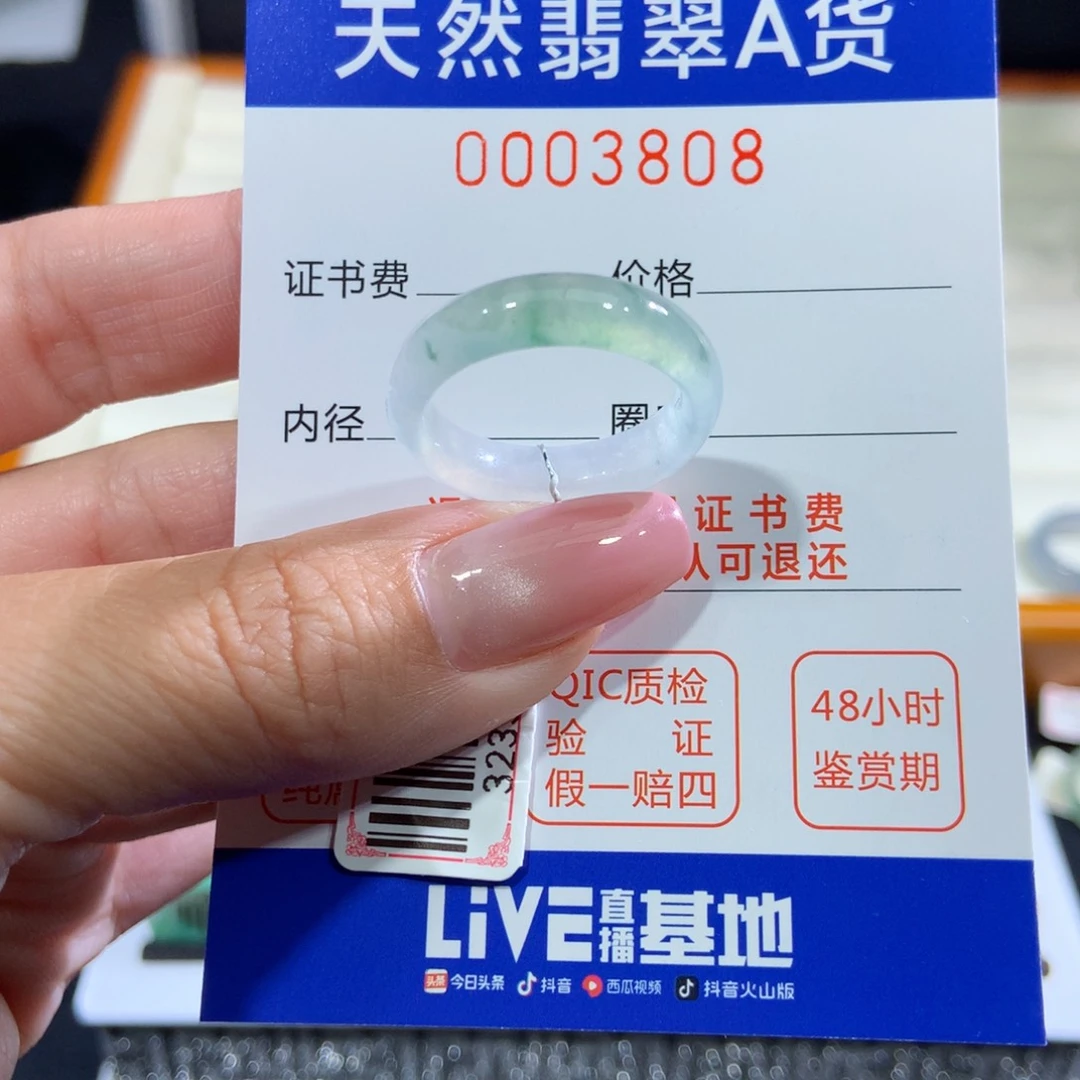 天然翡翠A货
0003808
证书费 价格
内径 圈
证书费
认可退还
QIC质检
验 证
假一赔四
48小时
鉴赏期
323
LiVE直播基地
头条 今日头条 抖音 西瓜视频 抖音火山版